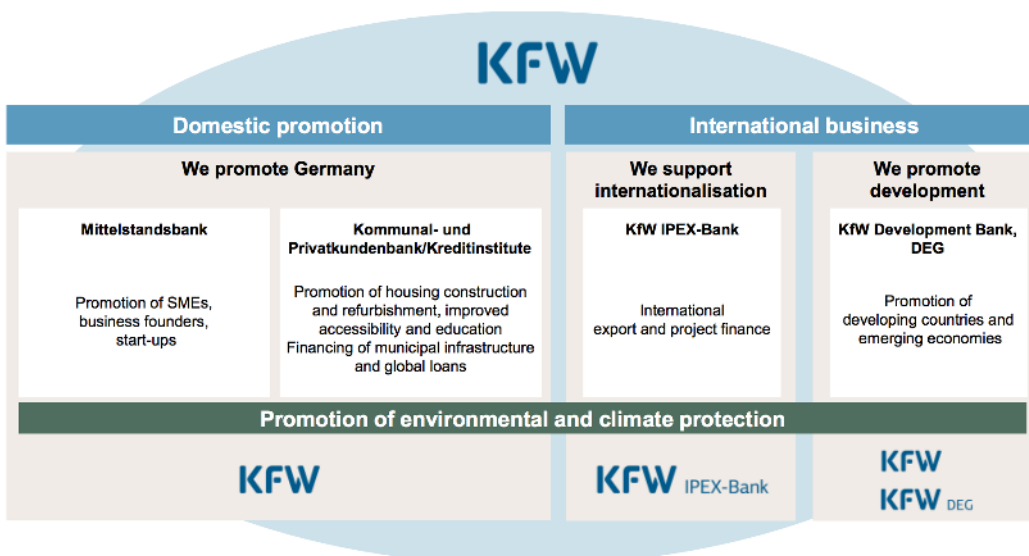 KFW
Domestic promotion
International business
We promote Germany
We support
internationalisation
We promote
development
Mittelstandsbank
Promotion of SMEs,
business founders,
start-ups
Kommunal- und
Privatkundenbank/Kreditinstitute
Promotion of housing construction
and refurbishment, improved
accessibility and education
Financing of municipal infrastructure
and global loans
KfW IPEX-Bank
International
export and project finance
KfW Development Bank,
DEG
Promotion of
developing countries and
emerging economies
Promotion of environmental and climate protection
KFW
KFW IPEX-Bank
KFW
KFW DEG